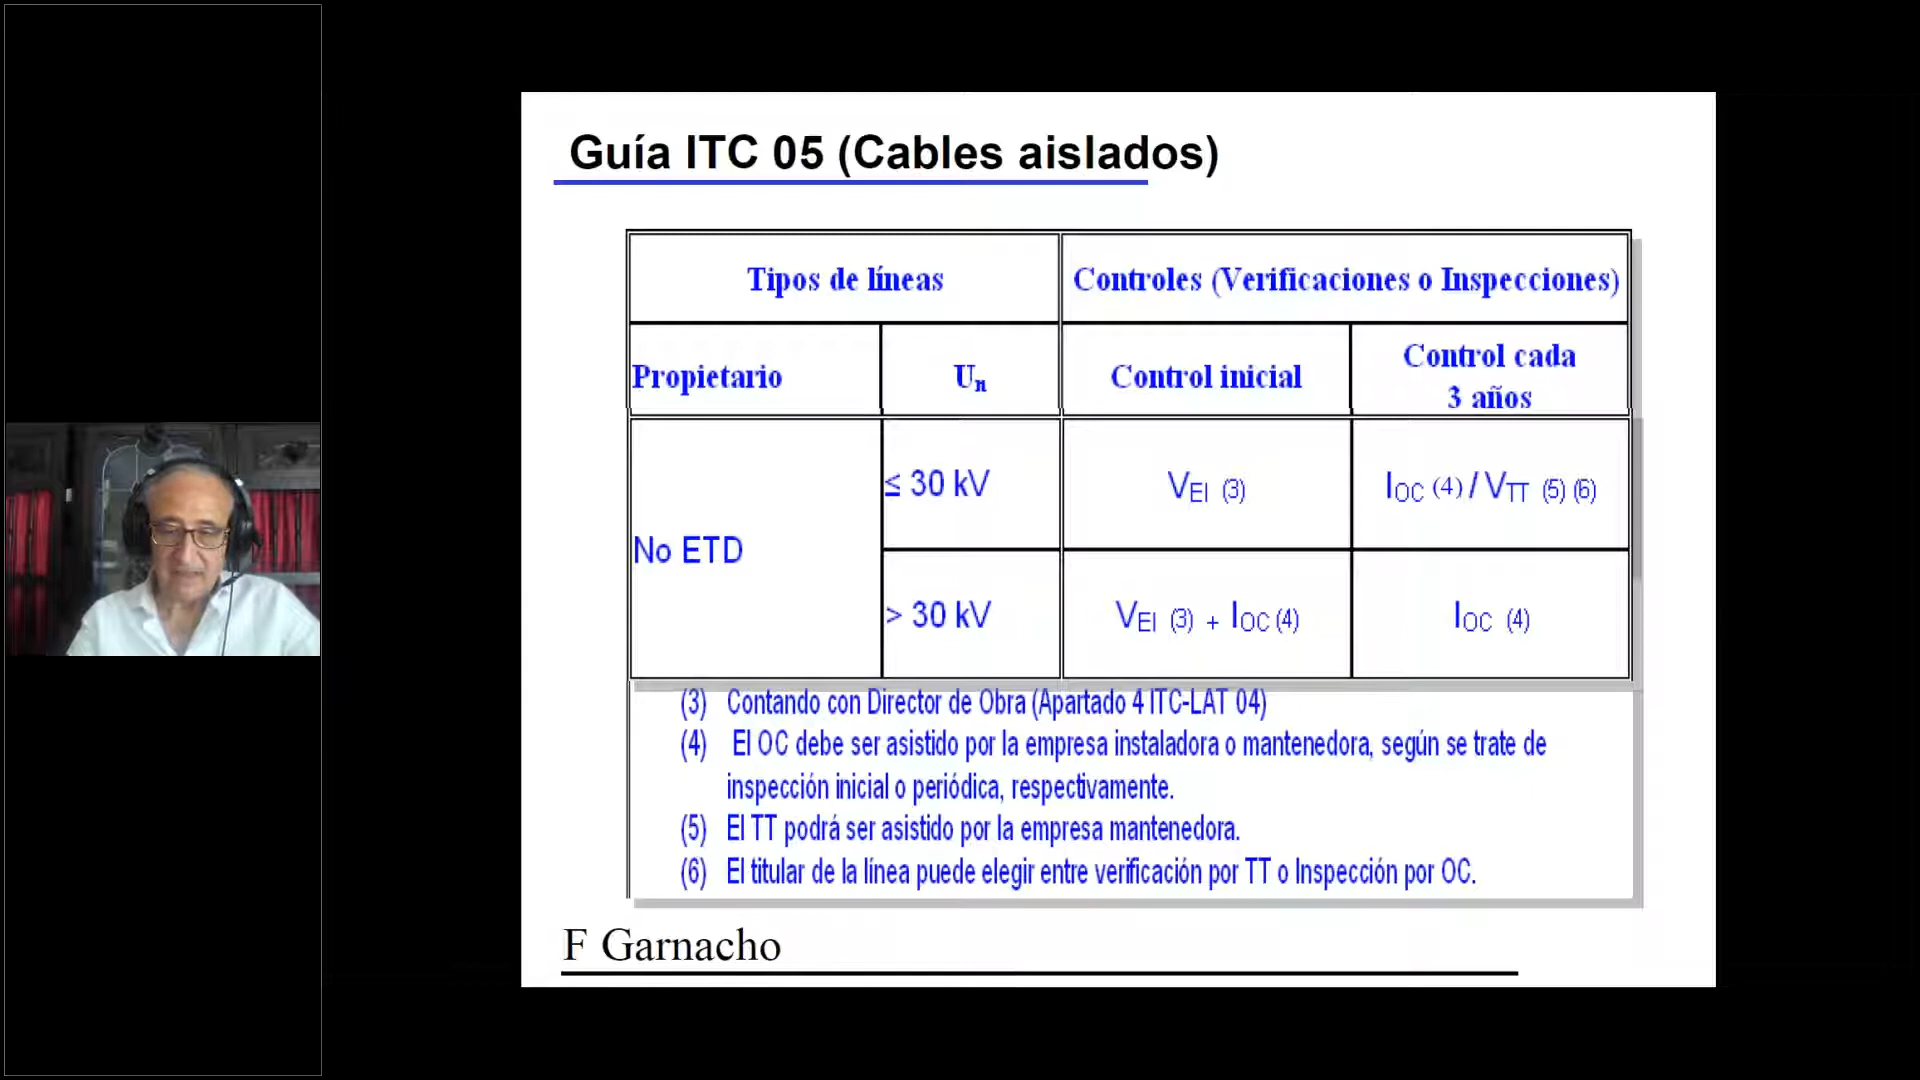 Guía ITC 05 (Cables aislados)
Tipos de líneas
Controles (Verificaciones o Inspecciones)
Propietario
Un
Control inicial
Control cada
3 años
No ETD
≤ 30 kV
VEI (3)
IOC (4) / VTT (5) (6)
> 30 kV
VEI (3) + IOC (4)
IOC (4)
(3) Contando con Director de Obra (Apartado 4 ITC-LAT 04)
(4) El OC debe ser asistido por la empresa instaladora o mantenedora, según se trate de
inspección inicial o periódica, respectivamente.
(5) El TT podrá ser asistido por la empresa mantenedora.
(6) El titular de la línea puede elegir entre verificación por TT o Inspección por OC.
F Garnacho